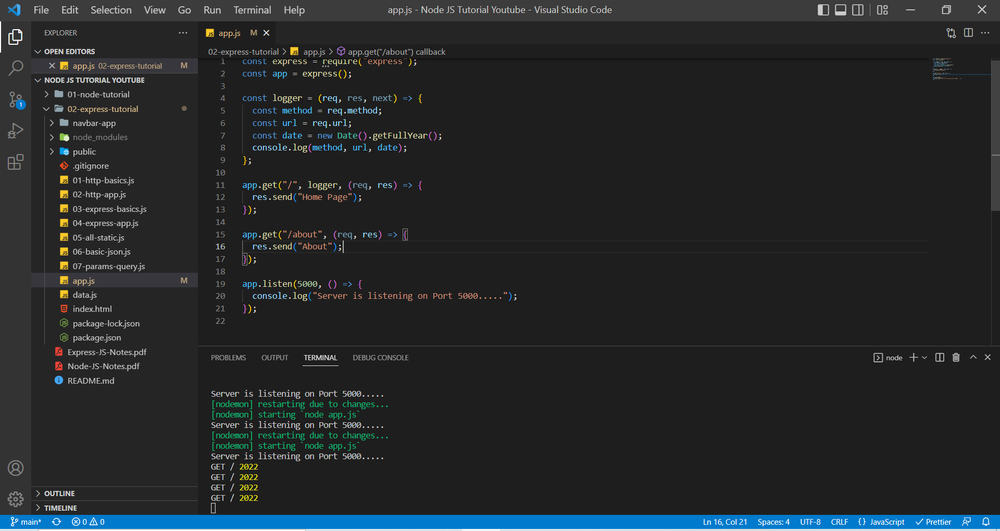 File Edit Selection View Go Run Terminal Help
app.js - Node JS Tutorial Youtube - Visual Studio Code
EXPLORER
OPEN EDITORS
app.js 02-express-tutorial M
NODE JS TUTORIAL YOUTUBE
01-node-tutorial
02-express-tutorial
navbar-app
node_modules
public
.gitignore
01-http-basics.js
02-http-app.js
03-express-basics.js
04-express-app.js
05-all-static.js
06-basic-json.js
07-params-query.js
app.js M
data.js
index.html
package-lock.json
package.json
Express-JS-Notes.pdf
Node-JS-Notes.pdf
README.md
OUTLINE
TIMELINE
app.js M
02-express-tutorial > app.js > app.get("/about") callback
1 const express = require("express");
2 const app = express();
3
4 const logger = (req, res, next) => {
5 const method = req.method;
6 const url = req.url;
7 const date = new Date().getFullYear();
8 console.log(method, url, date);
9 };
10
11 app.get("/", logger, (req, res) => {
12 res.send("Home Page");
13 });
14
15 app.get("/about", (req, res) => {
16 res.send("About");
17 });
18
19 app.listen(5000, () => {
20 console.log("Server is listening on Port 5000.....");
21 });
22
PROBLEMS OUTPUT TERMINAL DEBUG CONSOLE
node
Server is listening on Port 5000.....
[nodemon] restarting due to changes...
[nodemon] starting `node app.js`
Server is listening on Port 5000.....
[nodemon] restarting due to changes...
[nodemon] starting `node app.js`
Server is listening on Port 5000.....
GET / 2022
GET / 2022
GET / 2022
GET / 2022
1
main* 0 0
Ln 16, Col 21 Spaces: 4 UTF-8 CRLF {} JavaScript Prettier